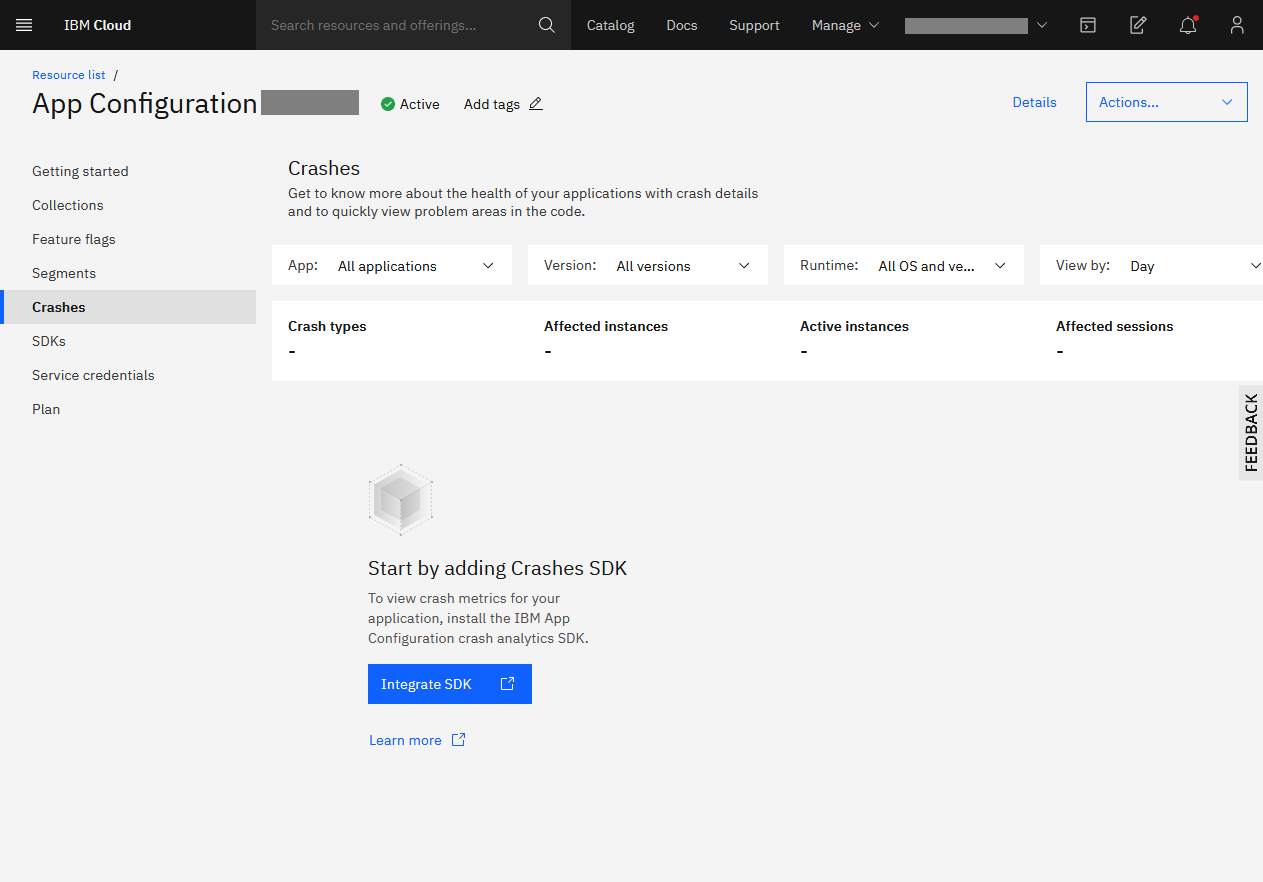 IBM Cloud
Search resources and offerings...
Catalog
Docs
Support
Manage
Resource list /
App Configuration
Active
Add tags
Details
Actions...
Getting started
Collections
Feature flags
Segments
Crashes
SDKs
Service credentials
Plan
Crashes
Get to know more about the health of your applications with crash details
and to quickly view problem areas in the code.
App: All applications
Version: All versions
Runtime: All OS and ve...
View by: Day
Crash types
-
Affected instances
-
Active instances
-
Affected sessions
-
FEEDBACK
Start by adding Crashes SDK
To view crash metrics for your
application, install the IBM App
Configuration crash analytics SDK.
Integrate SDK
Learn more